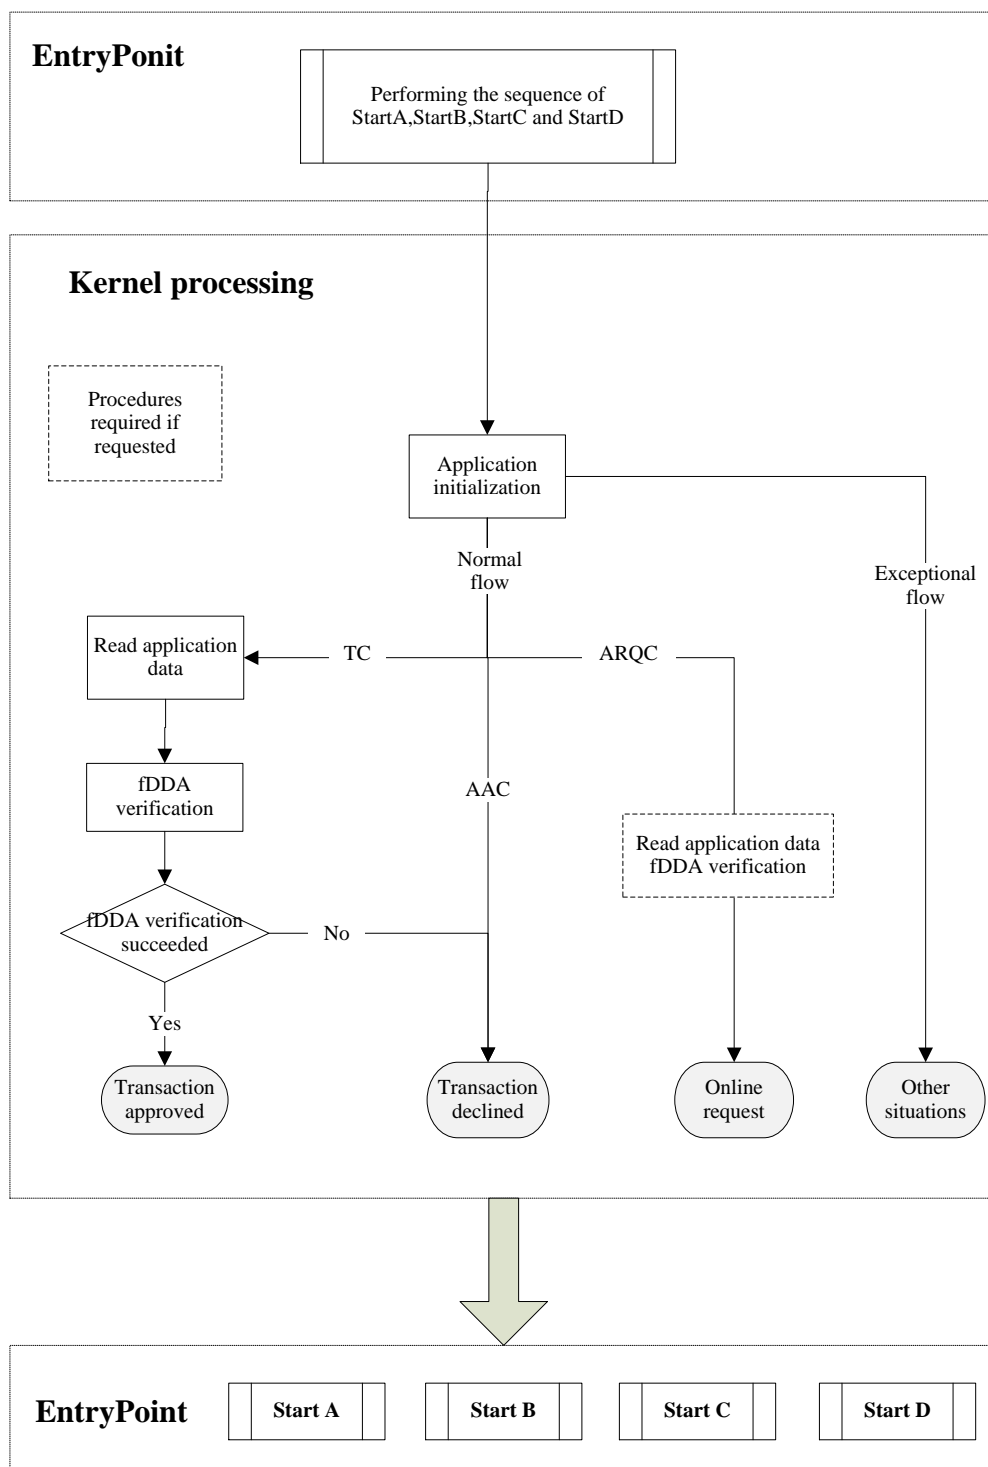 EntryPonit
Performing the sequence of
StartA,StartB,StartC and StartD
Kernel processing
Procedures
required if
requested
Application
initialization
Normal
flow
Exceptional
flow
Read application
data
TC
ARQC
fDDA
verification
AAC
Read application data
fDDA verification
fDDA verification
succeeded
No
Yes
Transaction
approved
Transaction
declined
Online
request
Other
situations
EntryPoint
Start A
Start B
Start C
Start D